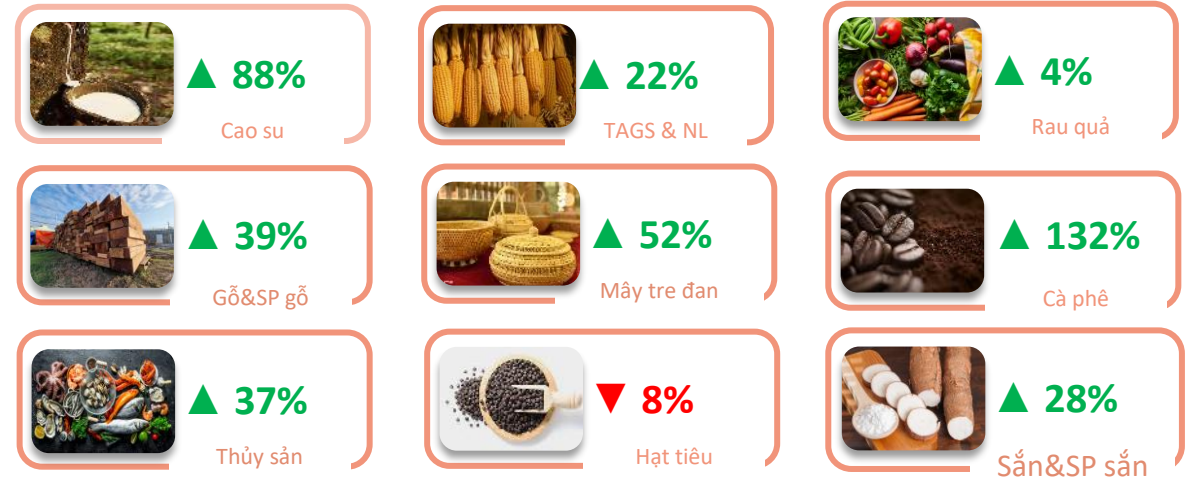 ▲ 88%
Cao su
▲ 22%
TAGS & NL
▲ 4%
Rau quả
▲ 39%
Gỗ&SP gỗ
▲ 52%
Mây tre đan
▲ 132%
Cà phê
▲ 37%
Thủy sản
▼ 8%
Hạt tiêu
▲ 28%
Sắn&SP sắn